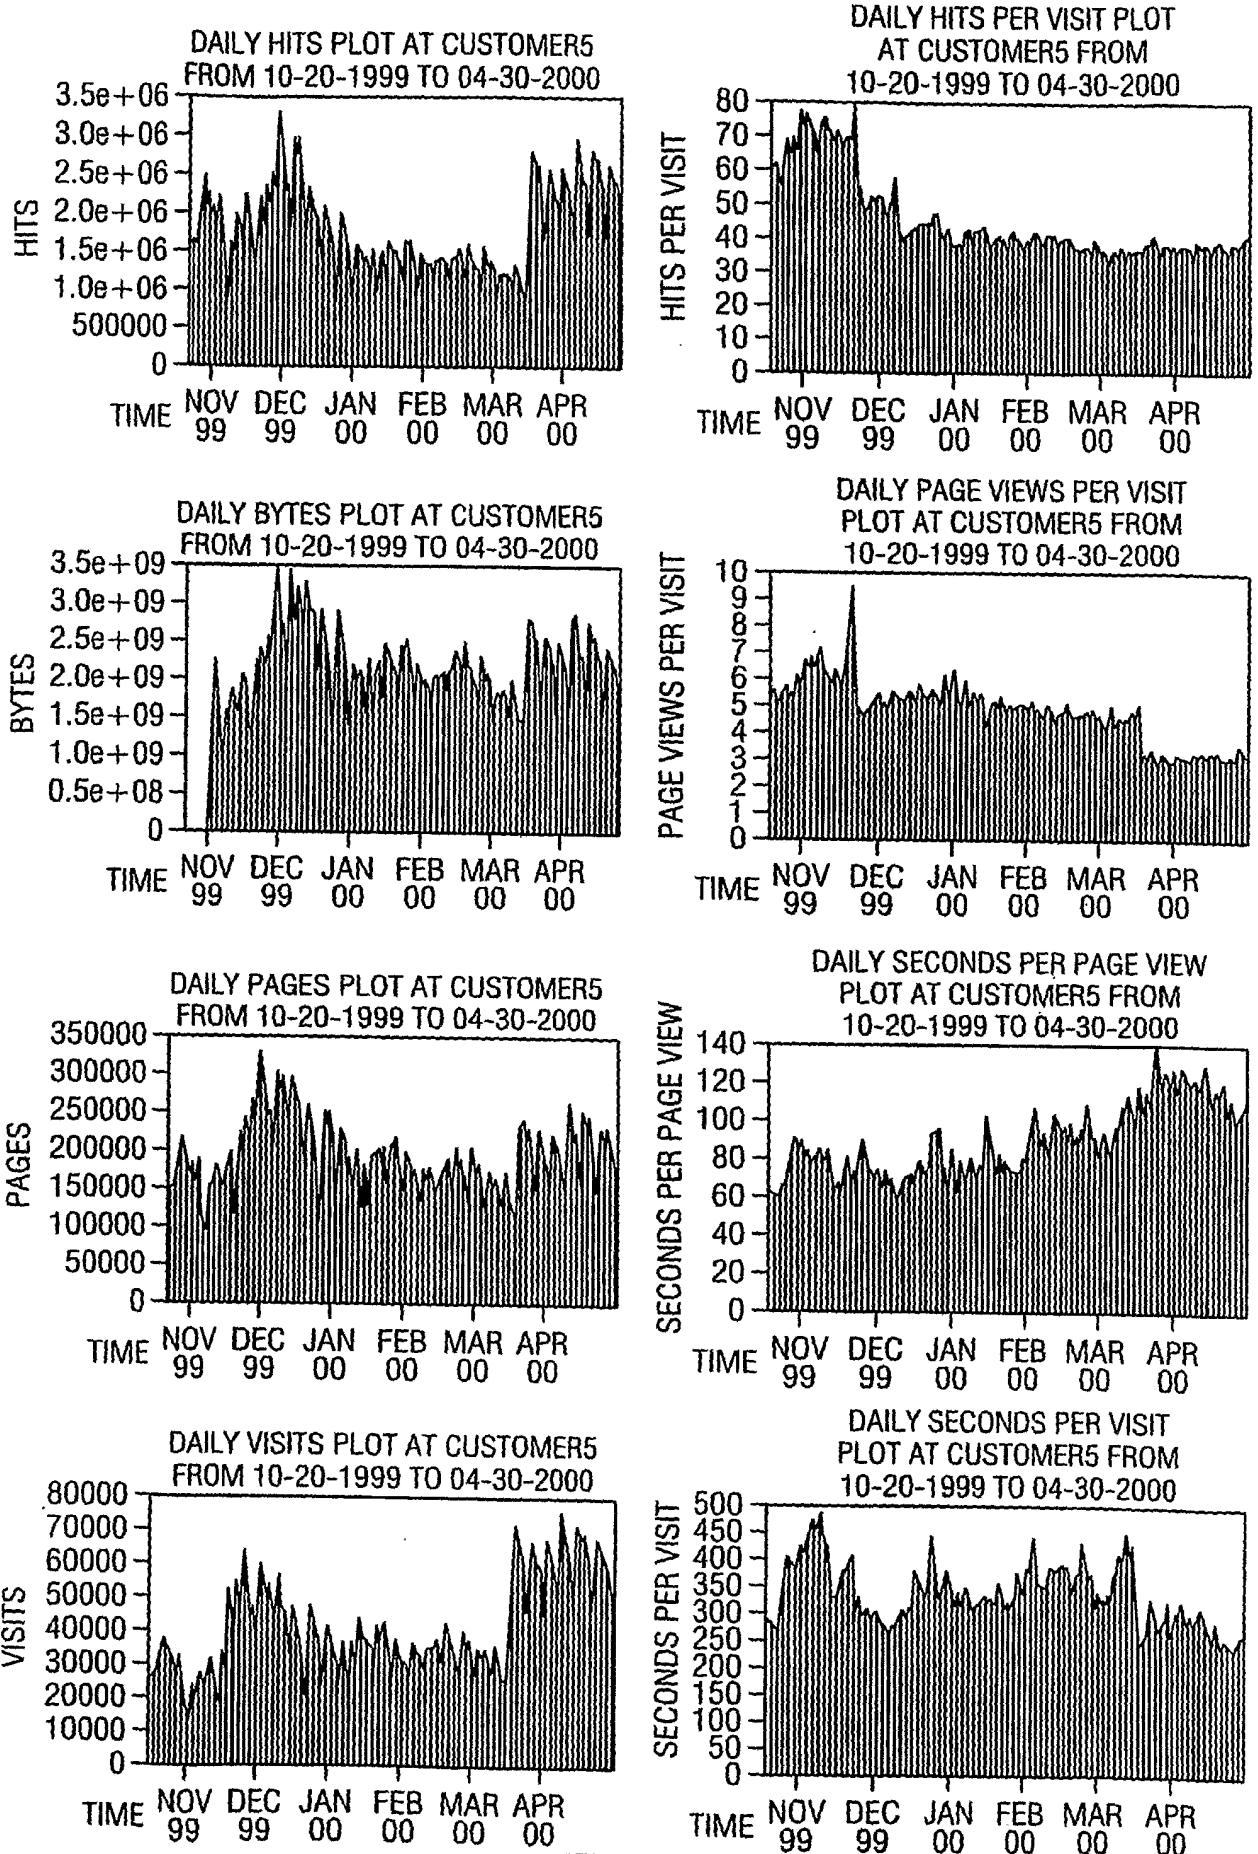 DAILY HITS PLOT AT CUSTOMER5
FROM 10-20-1999 TO 04-30-2000
3.5e+06
3.0e+06
2.5e+06
2.0e+06
1.5e+06
1.0e+06
500000
0
HITS
TIME
NOV DEC JAN FEB MAR APR
99 99 00 00 00 00
DAILY HITS PER VISIT PLOT
AT CUSTOMER5 FROM
10-20-1999 TO 04-30-2000
80
70
60
50
40
30
20
10
0
HITS PER VISIT
TIME
NOV DEC JAN FEB MAR APR
99 99 00 00 00 00
DAILY BYTES PLOT AT CUSTOMER5
FROM 10-20-1999 TO 04-30-2000
3.5e+09
3.0e+09
2.5e+09
2.0e+09
1.5e+09
1.0e+09
0.5e+08
0
BYTES
TIME
NOV DEC JAN FEB MAR APR
99 99 00 00 00 00
DAILY PAGE VIEWS PER VISIT
PLOT AT CUSTOMER5 FROM
10-20-1999 TO 04-30-2000
10
9
8
7
6
5
4
3
2
1
0
PAGE VIEWS PER VISIT
TIME
NOV DEC JAN FEB MAR APR
99 99 00 00 00 00
DAILY PAGES PLOT AT CUSTOMER5
FROM 10-20-1999 TO 04-30-2000
350000
300000
250000
200000
150000
100000
50000
0
PAGES
TIME
NOV DEC JAN FEB MAR APR
99 99 00 00 00 00
DAILY SECONDS PER PAGE VIEW
PLOT AT CUSTOMER5 FROM
10-20-1999 TO 04-30-2000
140
120
100
80
60
40
20
0
SECONDS PER PAGE VIEW
TIME
NOV DEC JAN FEB MAR APR
99 99 00 00 00 00
DAILY VISITS PLOT AT CUSTOMER5
FROM 10-20-1999 TO 04-30-2000
80000
70000
60000
50000
40000
30000
20000
10000
0
VISITS
TIME
NOV DEC JAN FEB MAR APR
99 99 00 00 00 00
DAILY SECONDS PER VISIT
PLOT AT CUSTOMER5 FROM
10-20-1999 TO 04-30-2000
500
450
400
350
300
250
200
150
100
50
0
SECONDS PER VISIT
TIME
NOV DEC JAN FEB MAR APR
99 99 00 00 00 00